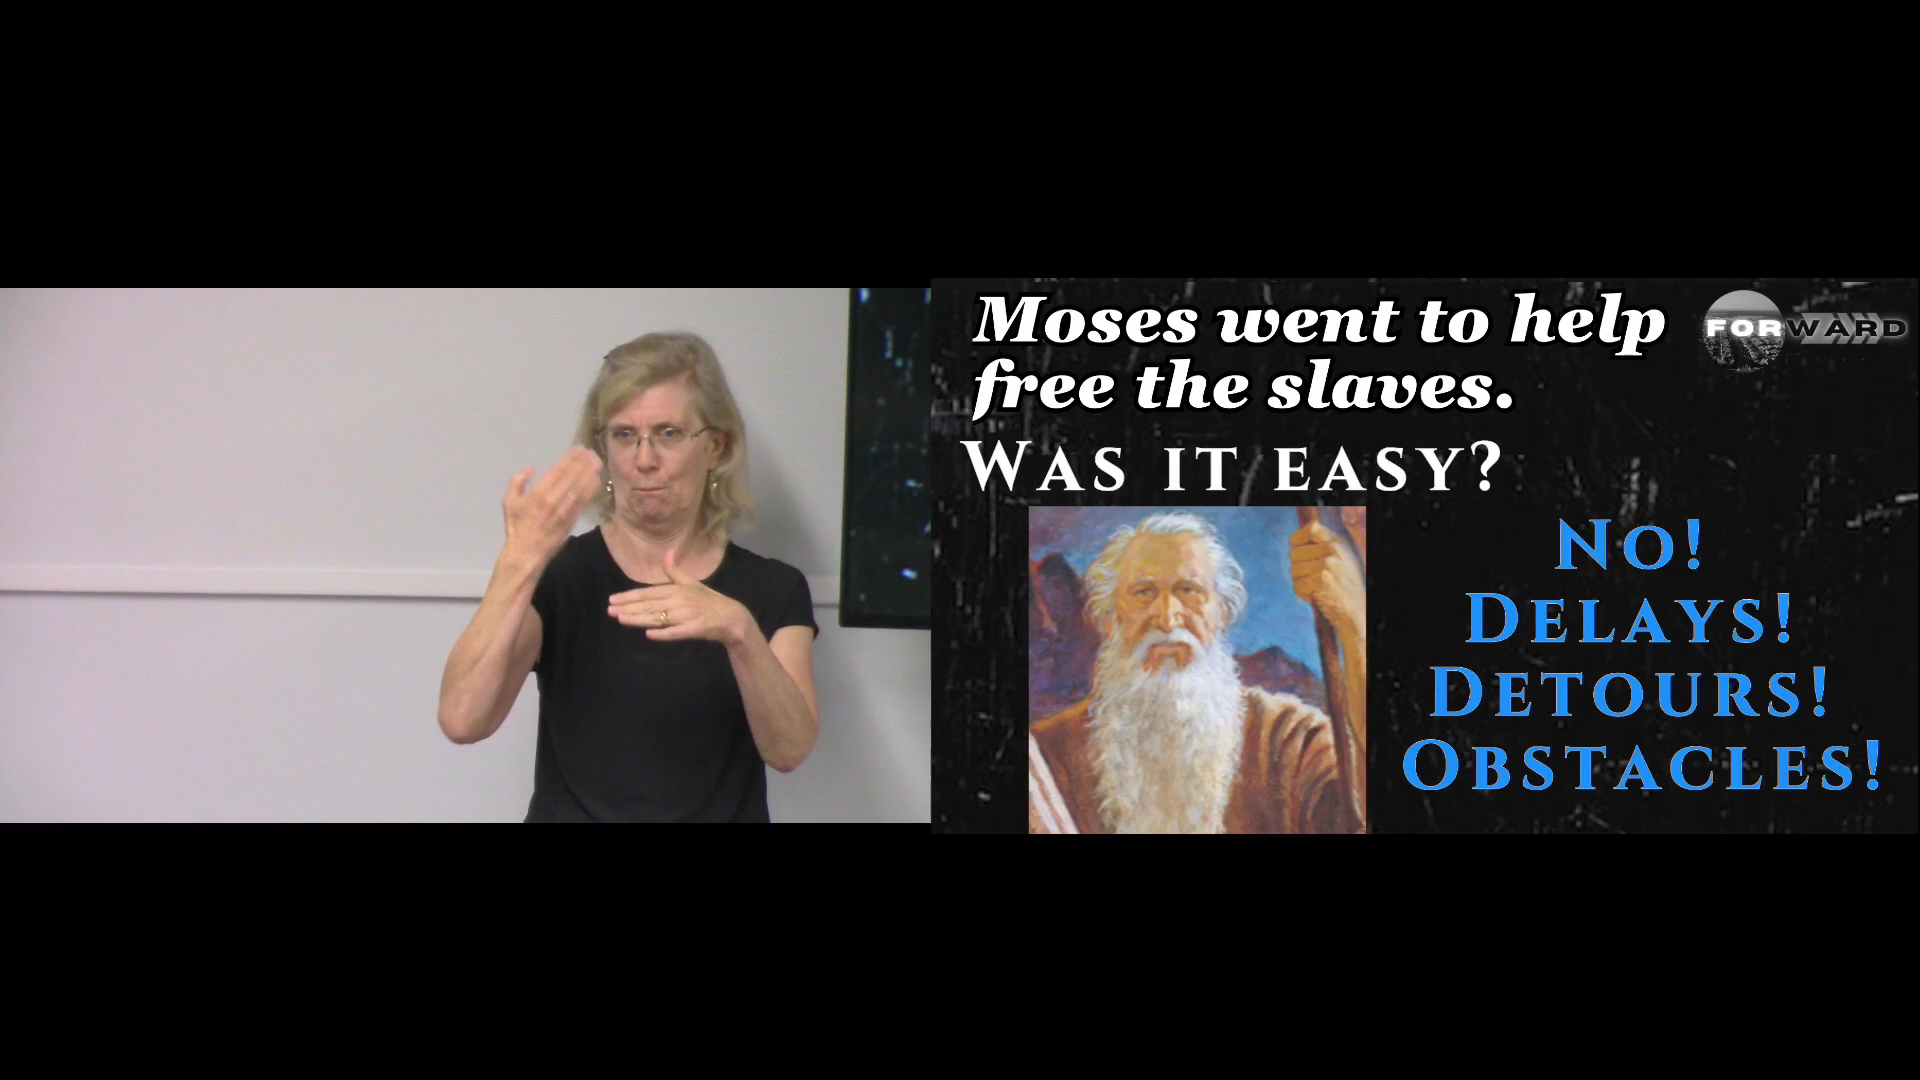 Moses went to help
free the slaves.
WAS IT EASY?
NO!
DELAYS!
DETOURS!
OBSTACLES!
FORWARD